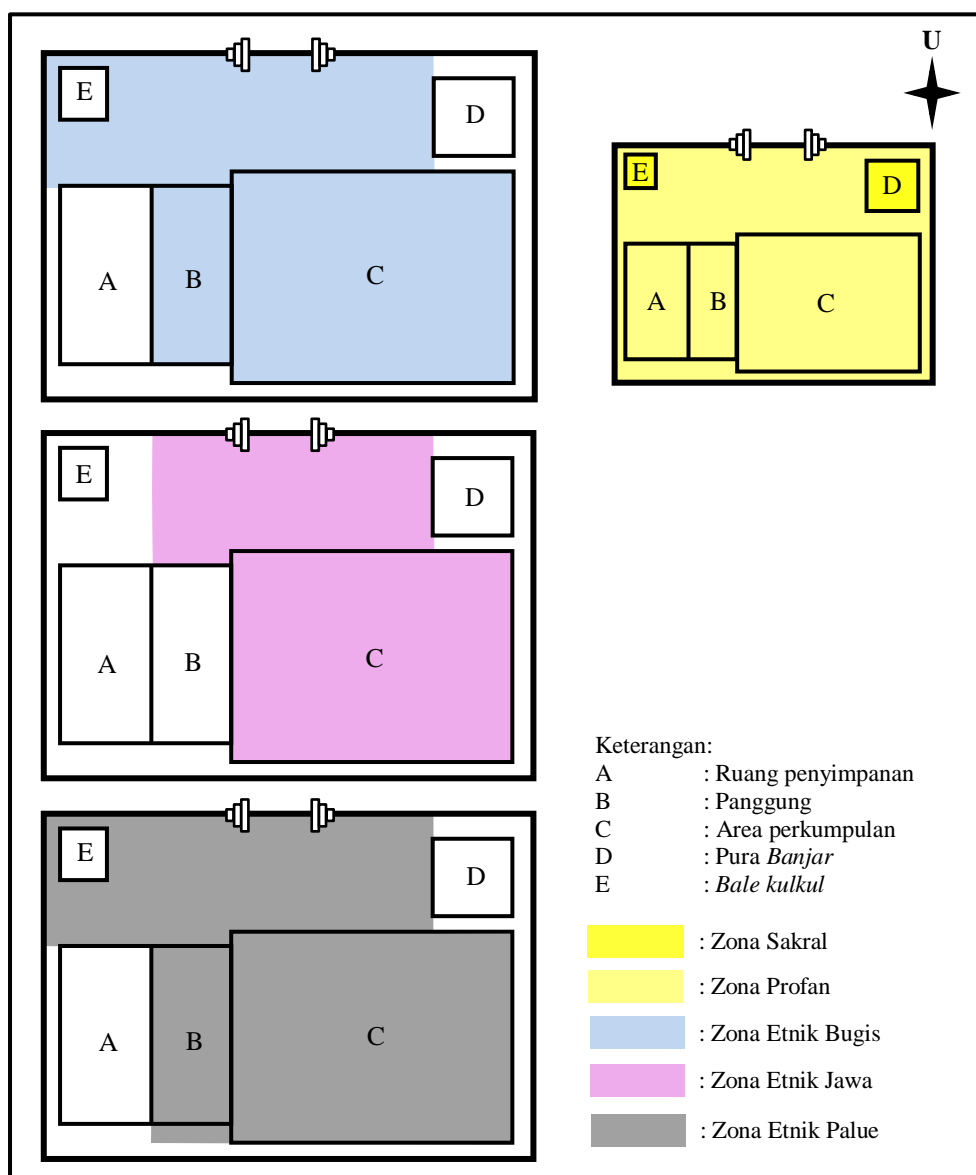 U
E
D
A
B
C
E
D
A
B
C
E
D
A
B
C
E
D
A
B
C
Keterangan:
A : Ruang penyimpanan
B : Panggung
C : Area perkumpulan
D : Pura Banjar
E : Bale kulkul
: Zona Sakral
: Zona Profan
: Zona Etnik Bugis
: Zona Etnik Jawa
: Zona Etnik Palue